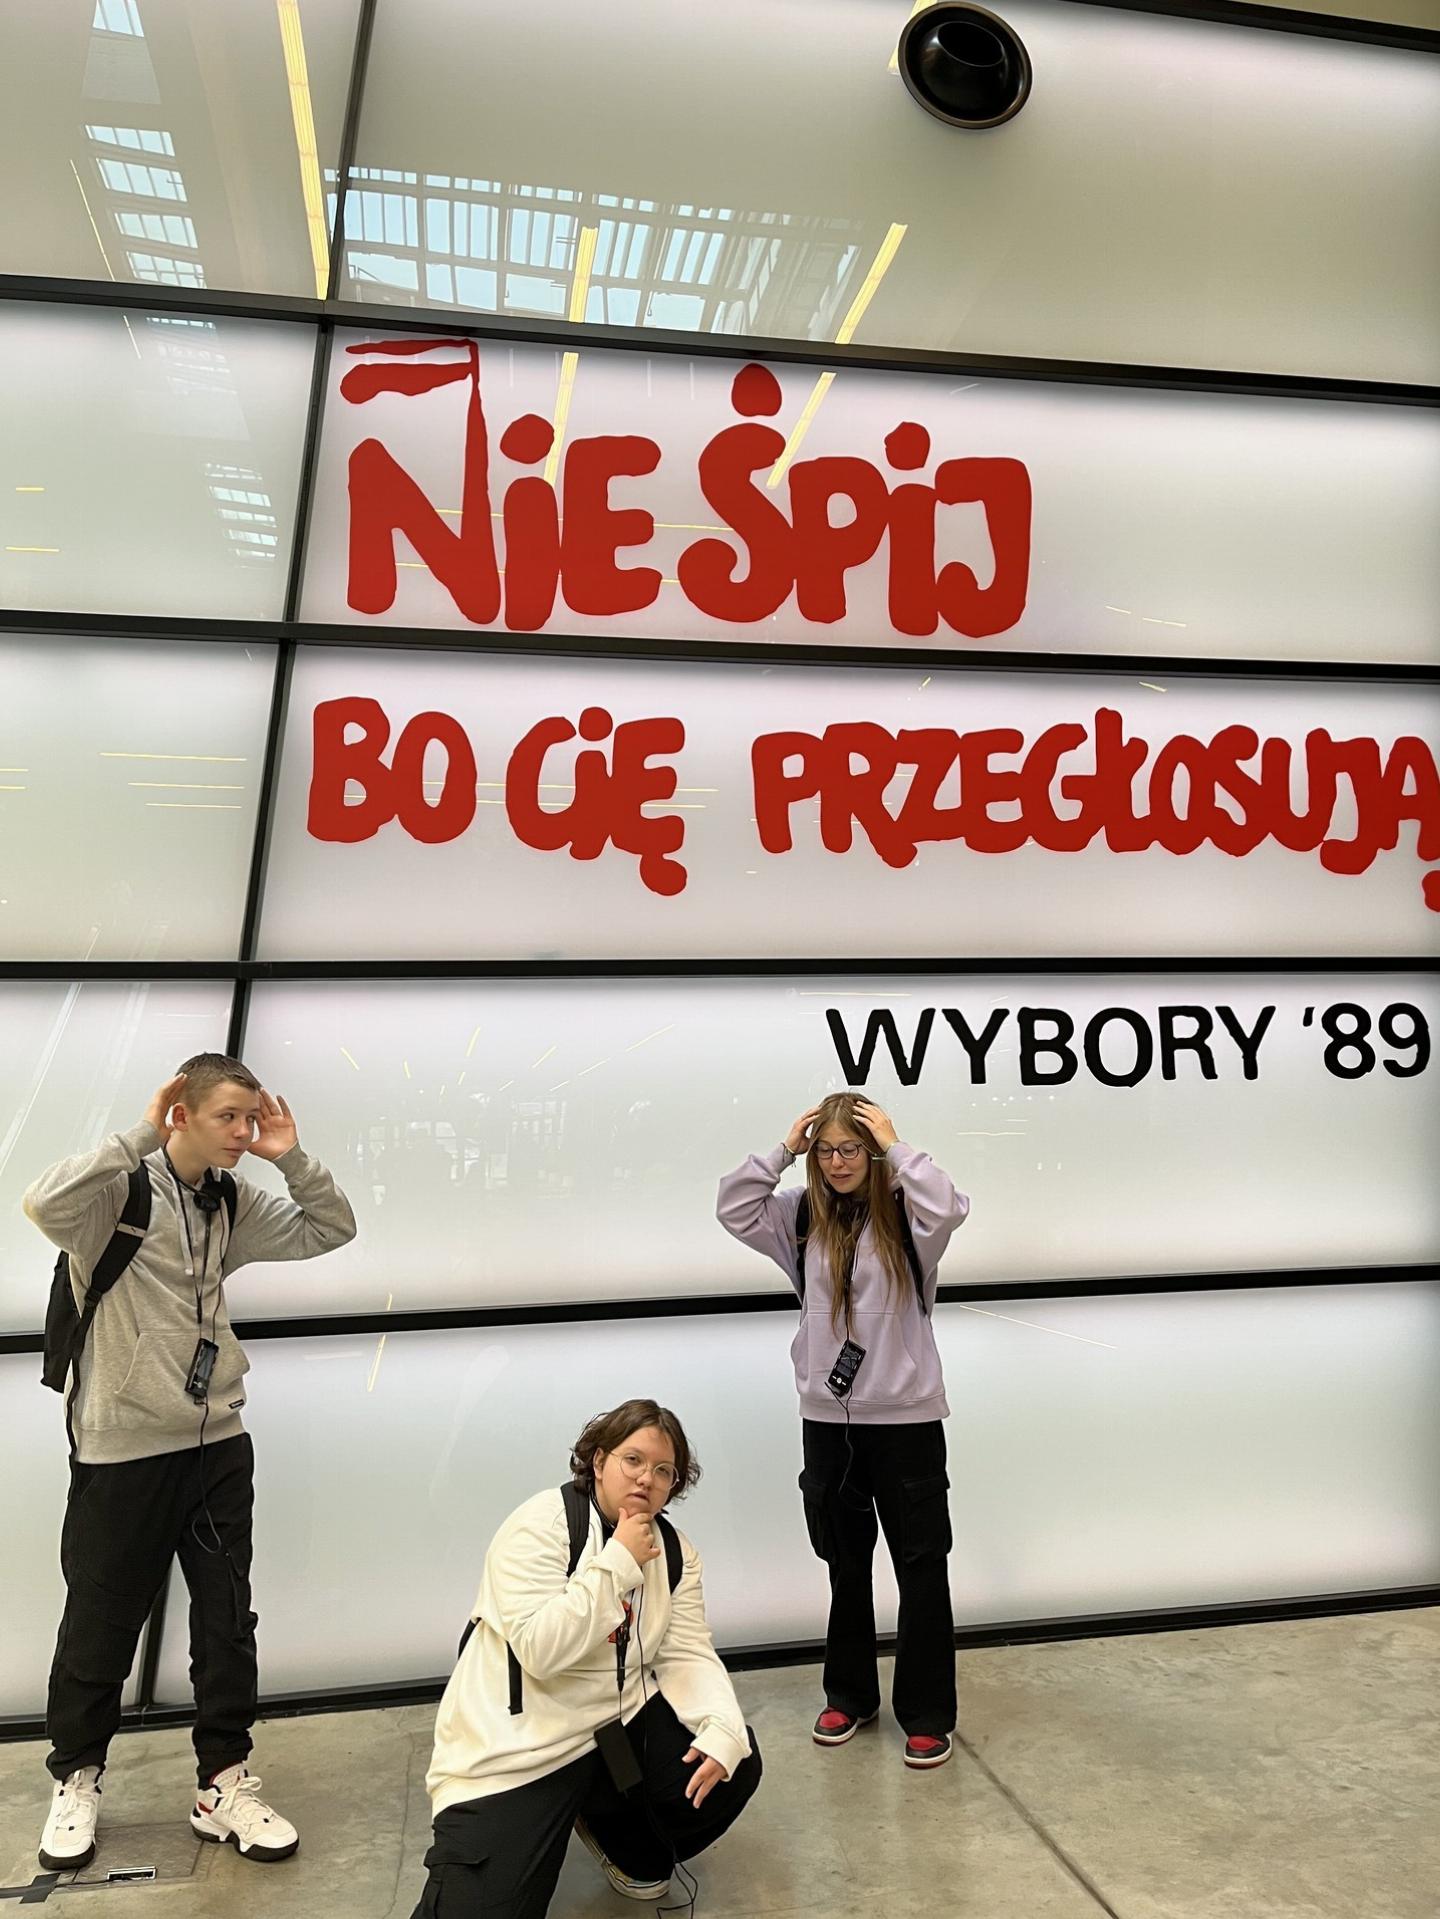 NiE ŚPiJ
BO CiĘ PRZEGŁOSUJĄ
WYBORY '89